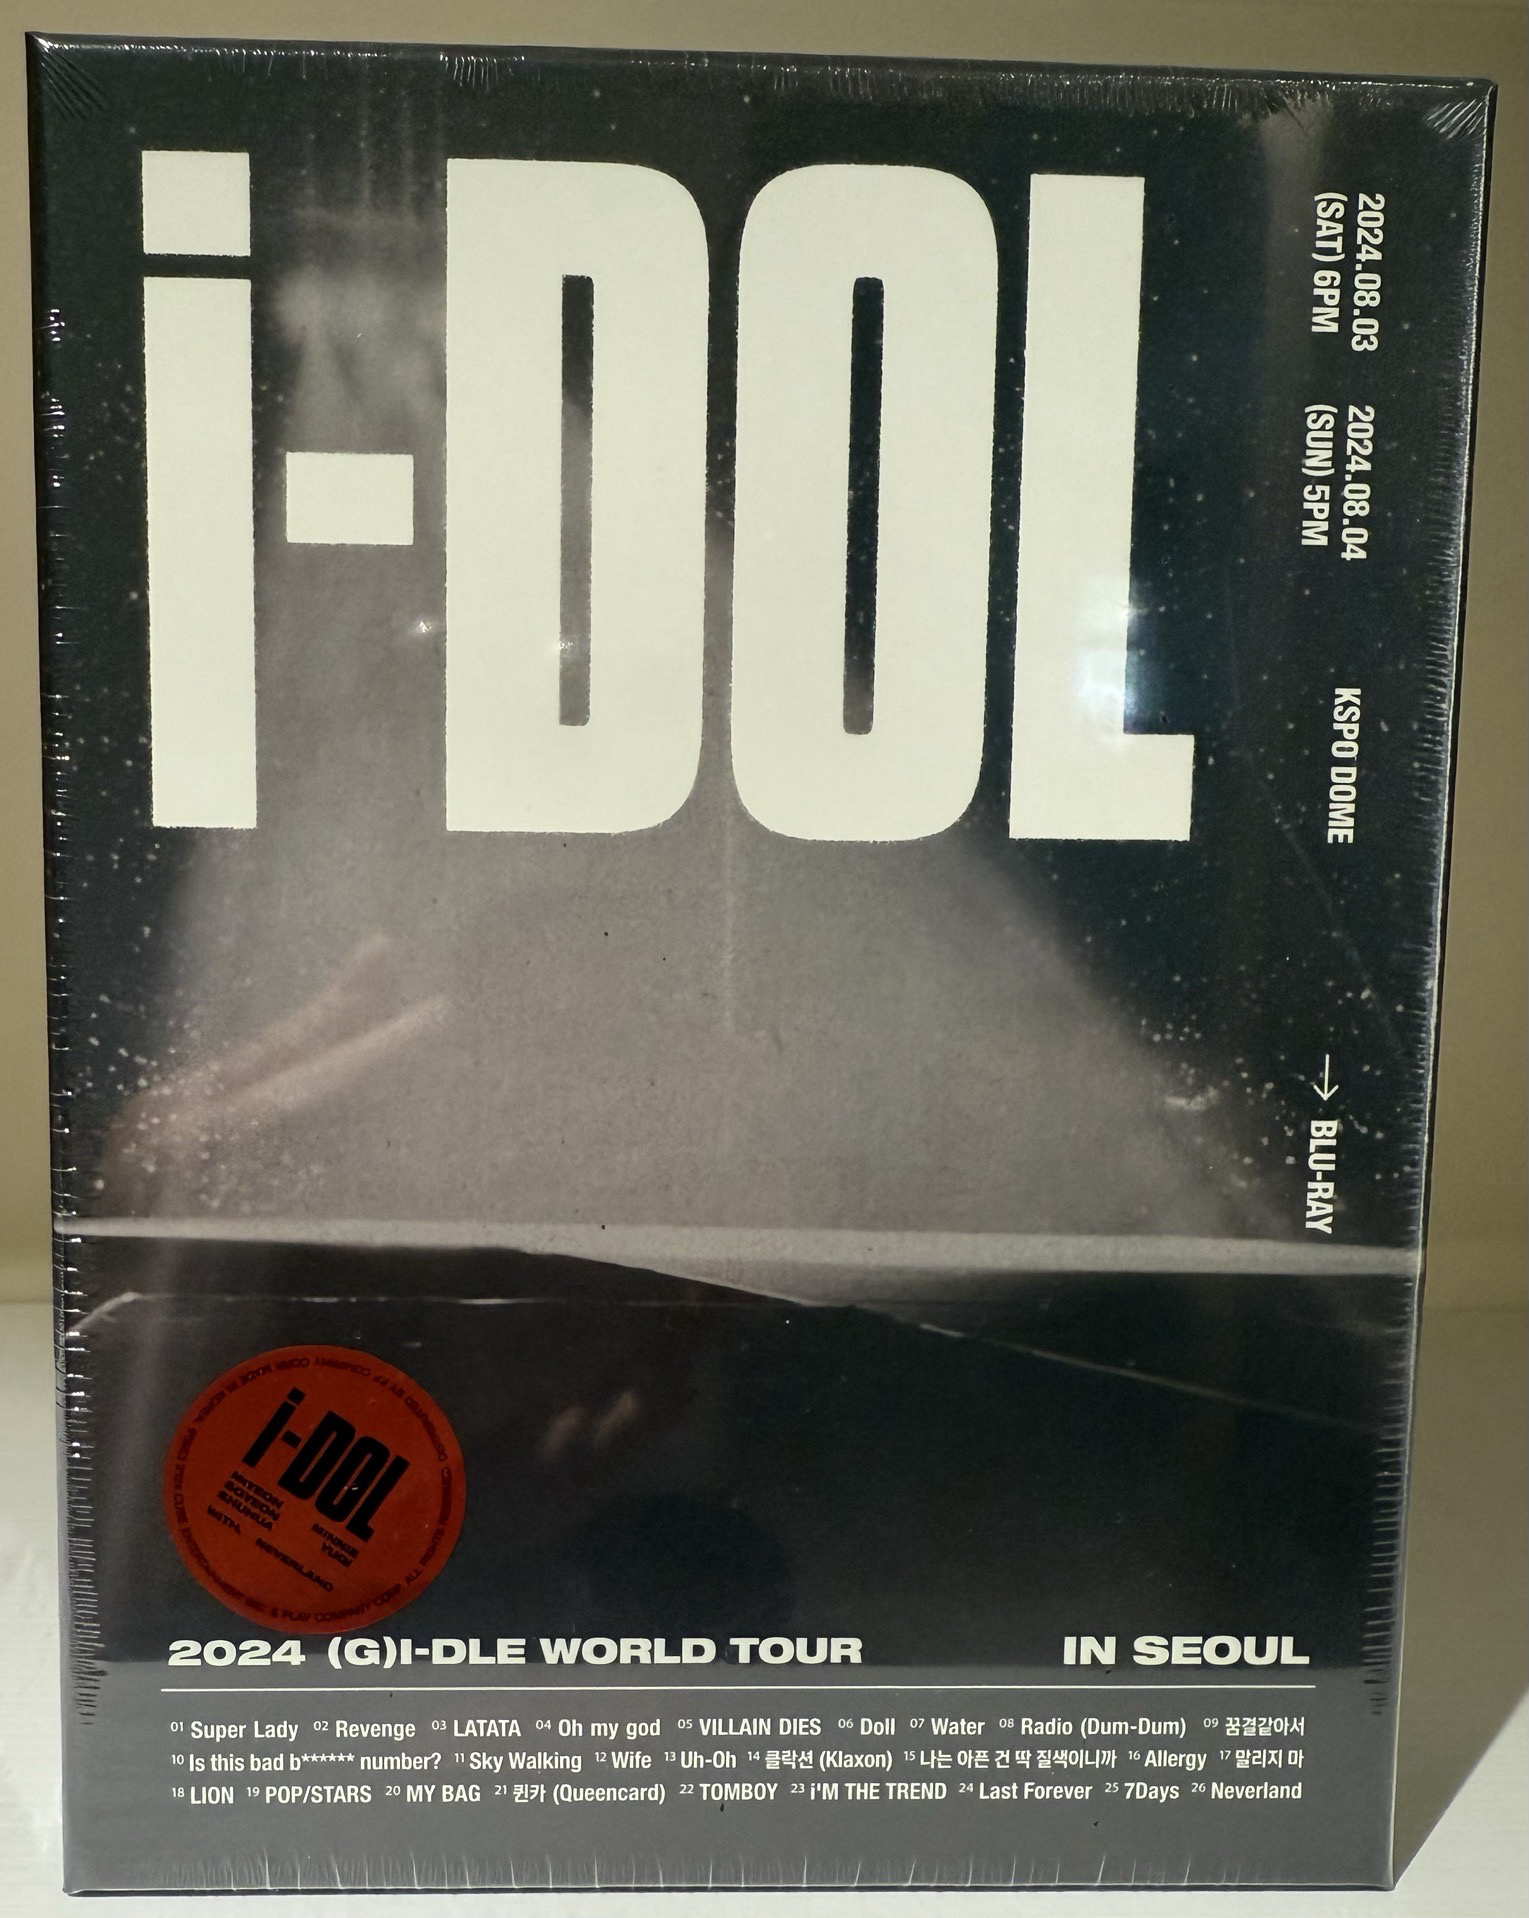 i-DOL
2024.08.03
(SAT) 6PM
2024.08.04
(SUN) 5PM
KSPO DOME
→ BLU-RAY
i-DOL
MIYEON
SOYEON
SHUHUA
MINNIE
YUQI
WITH. NEVERLAND
2024 (G)I-DLE WORLD TOUR IN SEOUL
01 Super Lady 02 Revenge 03 LATATA 04 Oh my god 05 VILLAIN DIES 06 Doll 07 Water 08 Radio (Dum-Dum) 09 꿈결같아서
10 Is this bad b****** number? 11 Sky Walking 12 Wife 13 Uh-Oh 14 클락션 (Klaxon) 15 나는 아픈 건 딱 질색이니까 16 Allergy 17 말리지 마
18 LION 19 POP/STARS 20 MY BAG 21 퀸카 (Queencard) 22 TOMBOY 23 i'M THE TREND 24 Last Forever 25 7Days 26 Neverland